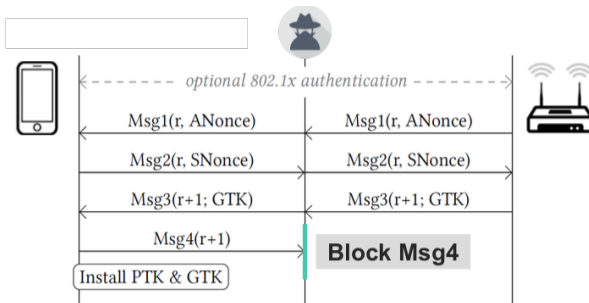 optional 802.1x authentication
Msg1(r, ANonce) Msg1(r, ANonce)
Msg2(r, SNonce) Msg2(r, SNonce)
Msg3(r+1; GTK) Msg3(r+1; GTK)
Msg4(r+1)
Block Msg4
Install PTK & GTK